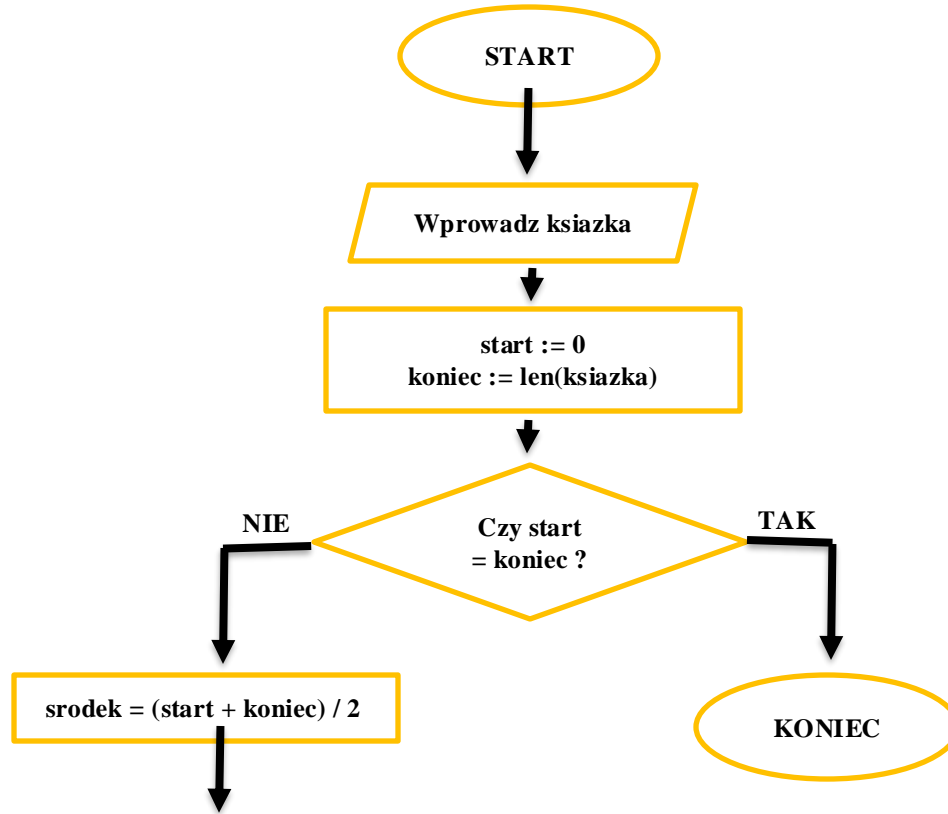 START
Wprowadz ksiazka
start := 0
koniec := len(ksiazka)
Czy start
= koniec ?
NIE
TAK
srodek = (start + koniec) / 2
KONIEC